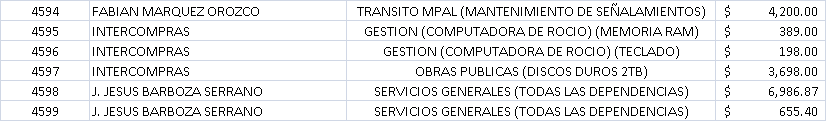 4594 FABIAN MARQUEZ OROZCO TRANSITO MPAL (MANTENIMIENTO DE SEÑALAMIENTOS) $ 4,200.00
4595 INTERCOMPRAS GESTION (COMPUTADORA DE ROCIO) (MEMORIA RAM) $ 389.00
4596 INTERCOMPRAS GESTION (COMPUTADORA DE ROCIO) (TECLADO) $ 198.00
4597 INTERCOMPRAS OBRAS PUBLICAS (DISCOS DUROS 2TB) $ 3,698.00
4598 J. JESUS BARBOZA SERRANO SERVICIOS GENERALES (TODAS LAS DEPENDENCIAS) $ 6,986.87
4599 J. JESUS BARBOZA SERRANO SERVICIOS GENERALES (TODAS LAS DEPENDENCIAS) $ 655.40